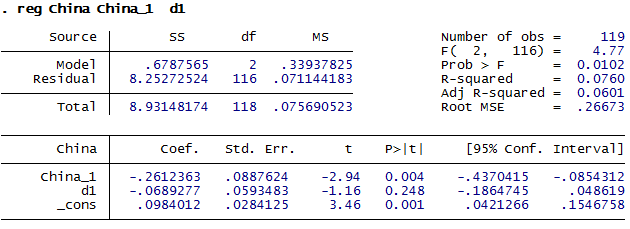 . reg China China_1 d1
Source SS df MS Number of obs = 119
F( 2, 116) = 4.77
Model .6787565 2 .33937825 Prob > F = 0.0102
Residual 8.25272524 116 .071144183 R-squared = 0.0760
Adj R-squared = 0.0601
Total 8.93148174 118 .075690523 Root MSE = .26673
China Coef. Std. Err. t P>|t| [95% Conf. Interval]
China_1 -.2612363 .0887624 -2.94 0.004 -.4370415 -.0854312
d1 -.0689277 .0593483 -1.16 0.248 -.1864745 .048619
_cons .0984012 .0284125 3.46 0.001 .0421266 .1546758